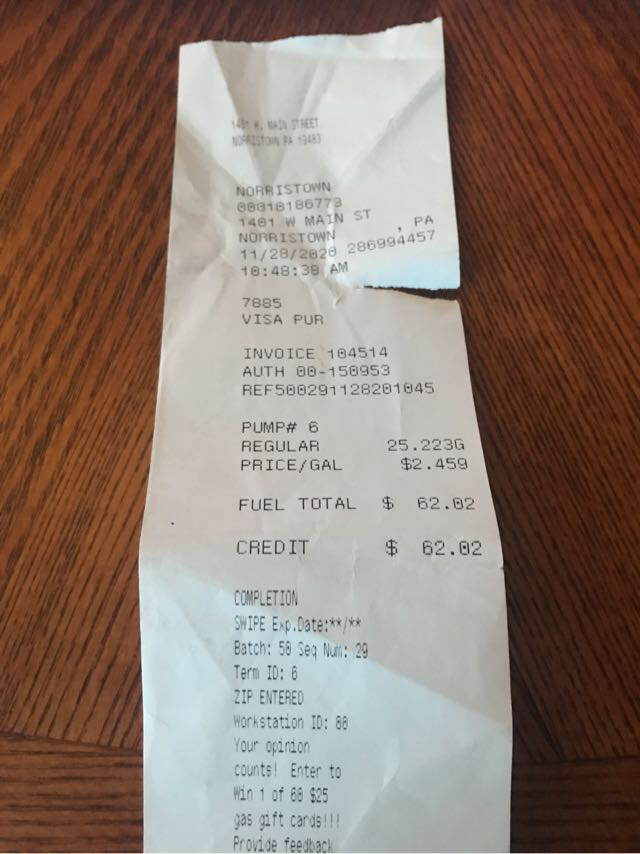 1401 W. MAIN STREET
NORRISTOWN PA 19403
NORRISTOWN
00010186773
1401 W MAIN ST
NORRISTOWN , PA
11/28/2020 286994457
10:48:38 AM
7885
VISA PUR
INVOICE 104514
AUTH 00-150953
REF500291128201045
PUMP# 6
REGULAR 25.223G
PRICE/GAL $2.459
FUEL TOTAL $ 62.02
CREDIT $ 62.02
COMPLETION
SWIPE Exp.Date:**/**
Batch: 50 Seq Num: 29
Term ID: 6
ZIP ENTERED
Workstation ID: 00
Your opinion
counts! Enter to
Win 1 of 60 $25
gas gift cards!!!
Provide feedback